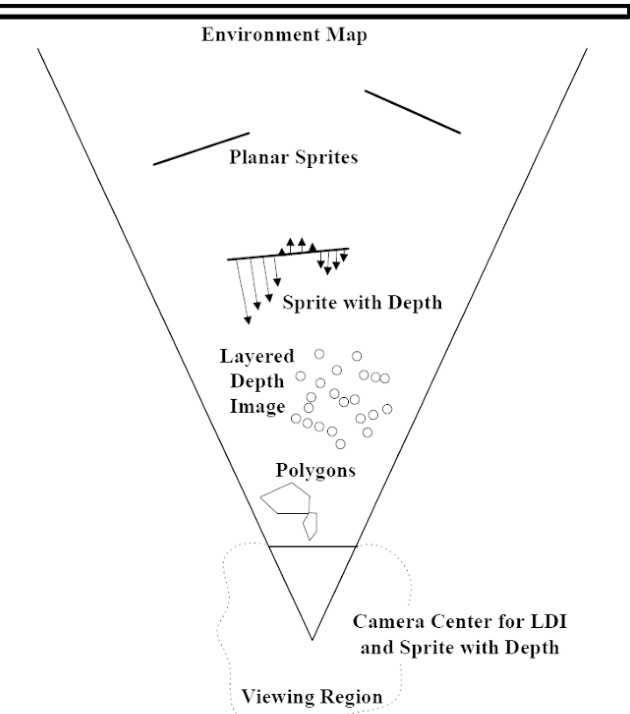 Environment Map
Planar Sprites
Sprite with Depth
Layered
Depth
Image
Polygons
Camera Center for LDI
and Sprite with Depth
Viewing Region